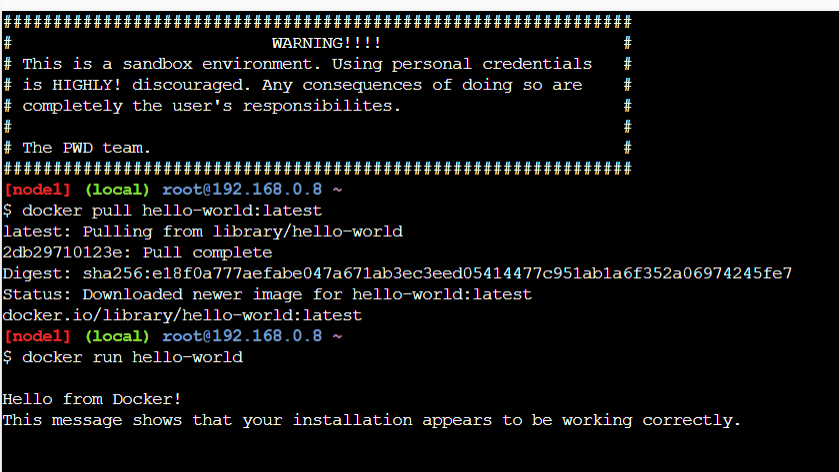 ###############################################################
#                          WARNING!!!!                        #
# This is a sandbox environment. Using personal credentials   #
# is HIGHLY! discouraged. Any consequences of doing so are    #
# completely the user's responsibilites.                      #
#                                                             #
# The PWD team.                                               #
###############################################################
[node1] (local) root@192.168.0.8 ~
$ docker pull hello-world:latest
latest: Pulling from library/hello-world
2db29710123e: Pull complete
Digest: sha256:e18f0a777aefabe047a671ab3ec3eed05414477c951ab1a6f352a06974245fe7
Status: Downloaded newer image for hello-world:latest
docker.io/library/hello-world:latest
[node1] (local) root@192.168.0.8 ~
$ docker run hello-world
Hello from Docker!
This message shows that your installation appears to be working correctly.